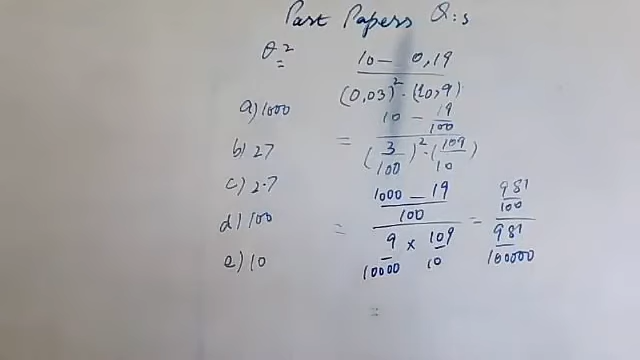 Past Papers Q:s
Q2
a) 1000
b) 27
c) 2.7
d) 100
e) 10
10 - 0,19
(0,03)² · (10,9)
= 10 - 19/100
(3/100)² · (109/10)
= 1000 - 19
100
9/10000 × 109/10
= 981/100
981/100000
=